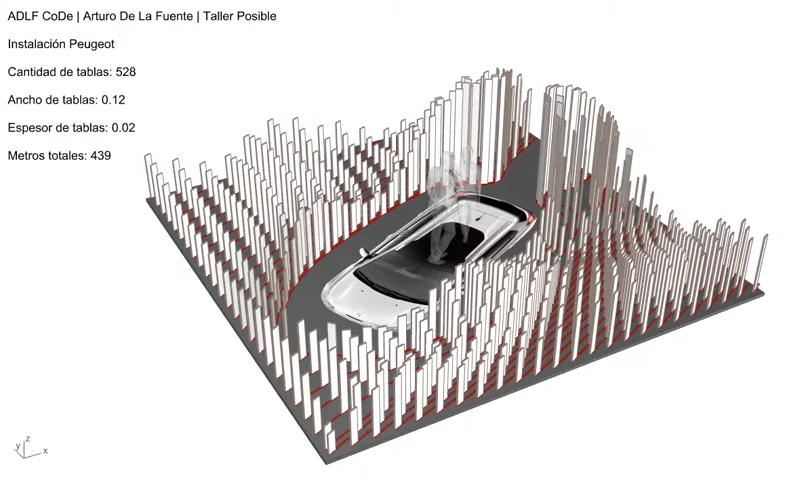 ADLF CoDe | Arturo De La Fuente | Taller Posible
Instalación Peugeot
Cantidad de tablas: 528
Ancho de tablas: 0.12
Espesor de tablas: 0.02
Metros totales: 439
z
y
x